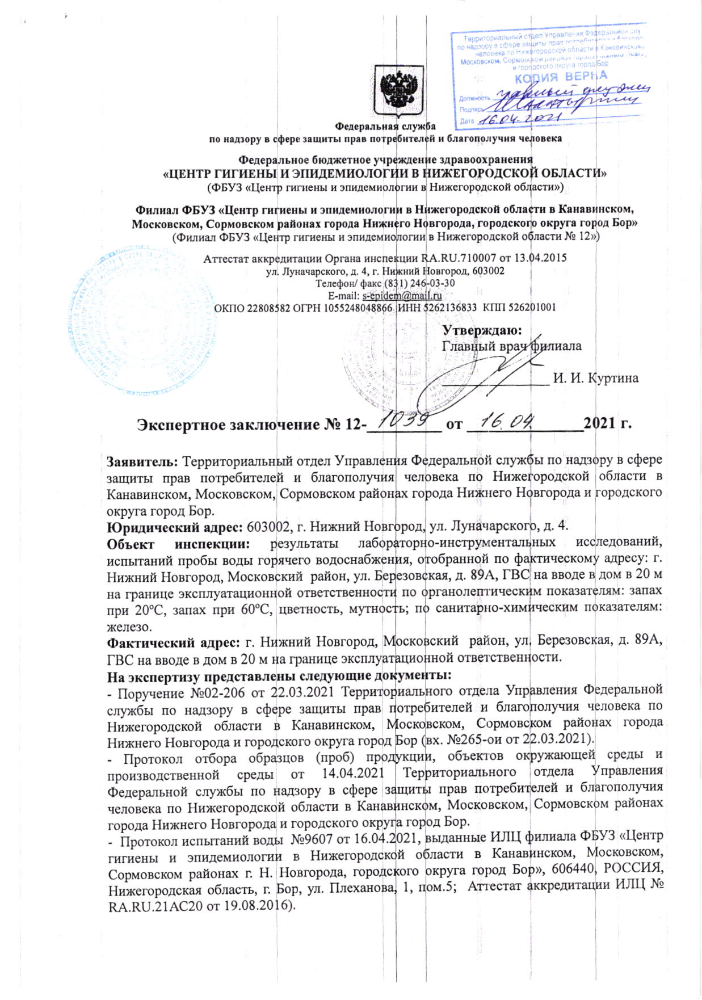 Территориальный отдел Управления Федеральной слу
по надзору в сфере защиты прав потребителей и благопо
человека по Нижегородской области в Канавинском,
Московском, Сормовском районах города Нижнего Новго
и городского округа город Бор
КОПИЯ ВЕРНА
Должность главный
Подпись
Дата 16.04.2021
Федеральная служба
по надзору в сфере защиты прав потребителей и благополучия человека
Федеральное бюджетное учреждение здравоохранения
«ЦЕНТР ГИГИЕНЫ И ЭПИДЕМИОЛОГИИ В НИЖЕГОРОДСКОЙ ОБЛАСТИ»
(ФБУЗ «Центр гигиены и эпидемиологии в Нижегородской области»)
Филиал ФБУЗ «Центр гигиены и эпидемиологии в Нижегородской области в Канавинском,
Московском, Сормовском районах города Нижнего Новгорода, городского округа город Бор»
(Филиал ФБУЗ «Центр гигиены и эпидемиологии в Нижегородской области № 12»)
Аттестат аккредитации Органа инспекции RA.RU.710007 от 13.04.2015
ул. Луначарского, д. 4, г. Нижний Новгород, 603002
Телефон/ факс (831) 246-03-30
E-mail: s-epidem@mail.ru
ОКПО 22808582 ОГРН 1055248048866 ИНН 5262136833 КПП 526201001
Утверждаю:
Главный врач филиала
И. И. Куртина
Экспертное заключение № 12-1039 от 16.04. 2021 г.
Заявитель: Территориальный отдел Управления Федеральной службы по надзору в сфере
защиты прав потребителей и благополучия человека по Нижегородской области в
Канавинском, Московском, Сормовском районах города Нижнего Новгорода и городского
округа город Бор.
Юридический адрес: 603002, г. Нижний Новгород, ул. Луначарского, д. 4.
Объект инспекции: результаты лабораторно-инструментальных исследований,
испытаний пробы воды горячего водоснабжения, отобранной по фактическому адресу: г.
Нижний Новгород, Московский район, ул. Березовская, д. 89А, ГВС на вводе в дом в 20 м
на границе эксплуатационной ответственности по органолептическим показателям: запах
при 20°С, запах при 60°С, цветность, мутность; по санитарно-химическим показателям:
железо.
Фактический адрес: г. Нижний Новгород, Московский район, ул. Березовская, д. 89А,
ГВС на вводе в дом в 20 м на границе эксплуатационной ответственности.
На экспертизу представлены следующие документы:
- Поручение №02-206 от 22.03.2021 Территориального отдела Управления Федеральной
службы по надзору в сфере защиты прав потребителей и благополучия человека по
Нижегородской области в Канавинском, Московском, Сормовском районах города
Нижнего Новгорода и городского округа город Бор (вх. №265-ои от 22.03.2021).
- Протокол отбора образцов (проб) продукции, объектов окружающей среды и
производственной среды от 14.04.2021 Территориального отдела Управления
Федеральной службы по надзору в сфере защиты прав потребителей и благополучия
человека по Нижегородской области в Канавинском, Московском, Сормовском районах
города Нижнего Новгорода и городского округа город Бор.
- Протокол испытаний воды №9607 от 16.04.2021, выданные ИЛЦ филиала ФБУЗ «Центр
гигиены и эпидемиологии в Нижегородской области в Канавинском, Московском,
Сормовском районах г. Н. Новгорода, городского округа город Бор», 606440, РОССИЯ,
Нижегородская область, г. Бор, ул. Плеханова, 1, пом.5; Аттестат аккредитации ИЛЦ №
RA.RU.21АС20 от 19.08.2016).